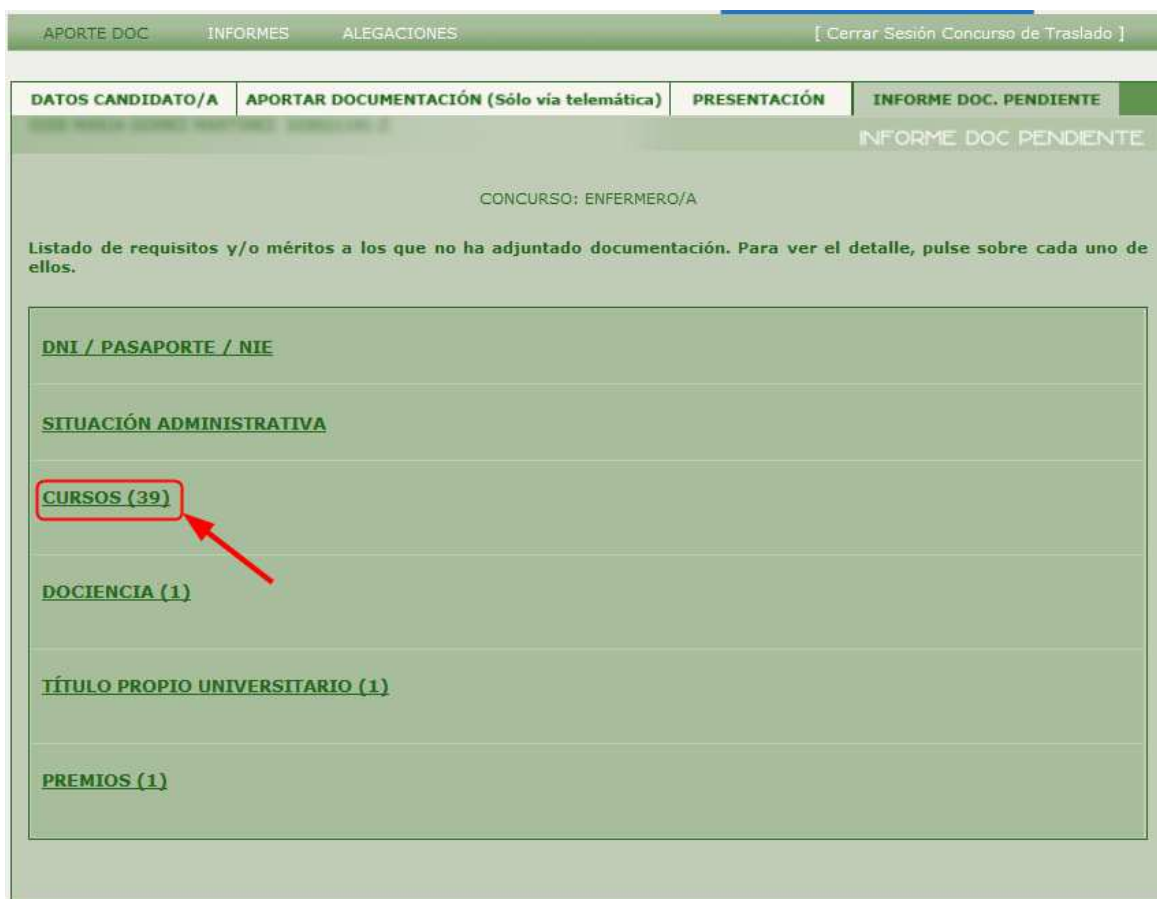 APORTE DOC INFORMES ALEGACIONES [ Cerrar Sesión Concurso de Traslado ]
DATOS CANDIDATO/A APORTAR DOCUMENTACIÓN (Sólo vía telemática) PRESENTACIÓN INFORME DOC. PENDIENTE
INFORME DOC PENDIENTE
CONCURSO: ENFERMERO/A
Listado de requisitos y/o méritos a los que no ha adjuntado documentación. Para ver el detalle, pulse sobre cada uno de
ellos.
DNI / PASAPORTE / NIE
SITUACIÓN ADMINISTRATIVA
CURSOS (39)
DOCIENCIA (1)
TÍTULO PROPIO UNIVERSITARIO (1)
PREMIOS (1)